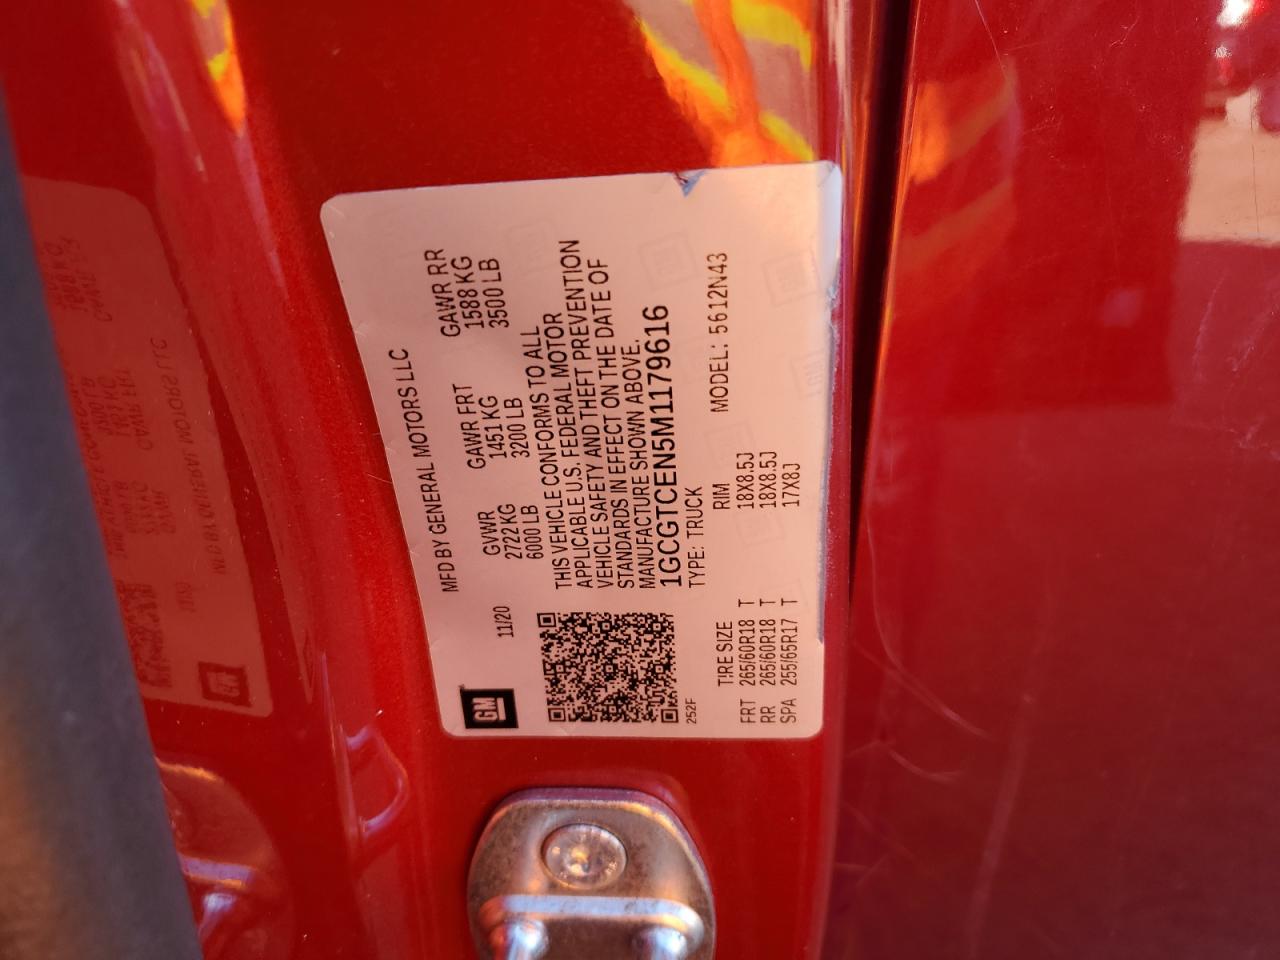 MFD BY GENERAL MOTORS LLC
11/20
GVWR GAWR FRT GAWR RR
2722 KG 1451 KG 1588 KG
6000 LB 3200 LB 3500 LB
THIS VEHICLE CONFORMS TO ALL
APPLICABLE U.S. FEDERAL MOTOR
VEHICLE SAFETY AND THEFT PREVENTION
STANDARDS IN EFFECT ON THE DATE OF
MANUFACTURE SHOWN ABOVE.
1GCGTCEN5M1179616
TYPE: TRUCK MODEL: 5612N43
GM
252F
TIRE SIZE RIM
FRT 265/60R18 T 18X8.5J
RR 265/60R18 T 18X8.5J
SPA 255/65R17 T 17X8J